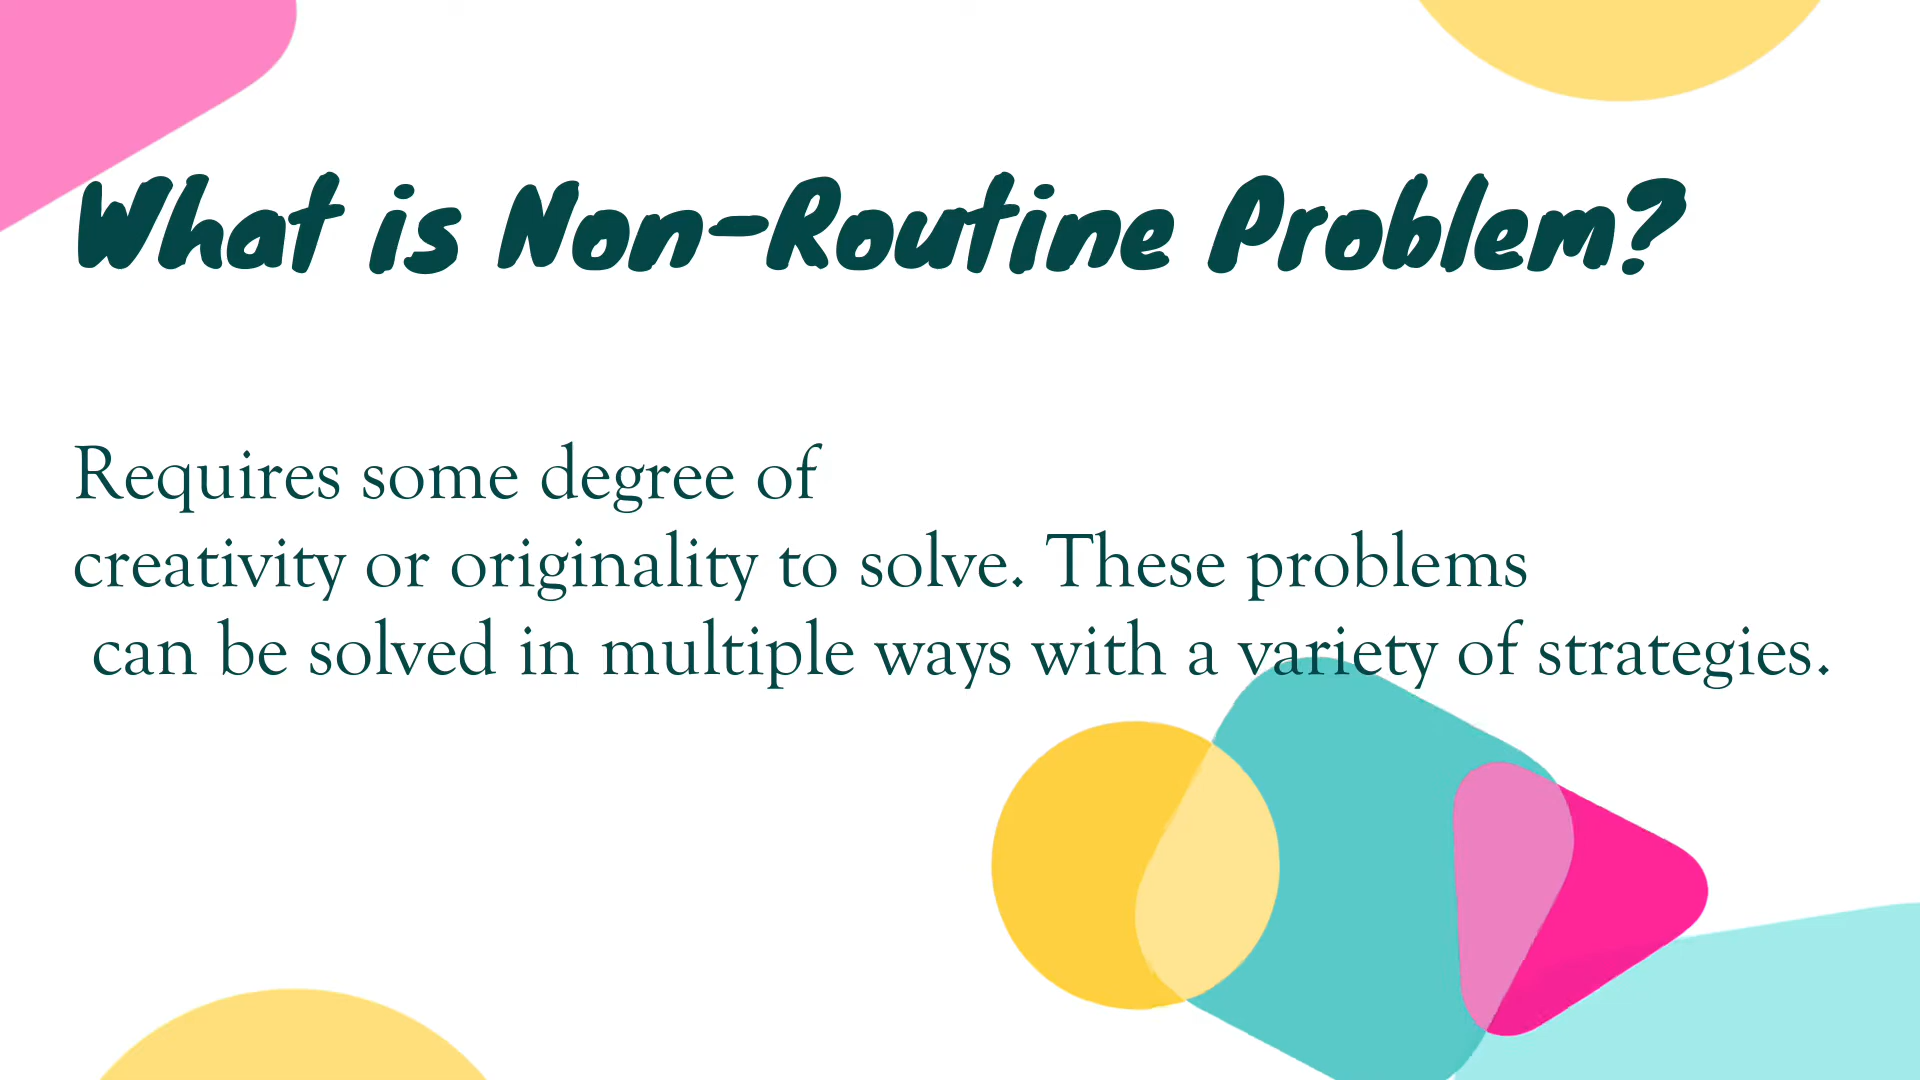 What is Non-Routine Problem?
Requires some degree of
creativity or originality to solve. These problems
can be solved in multiple ways with a variety of strategies.